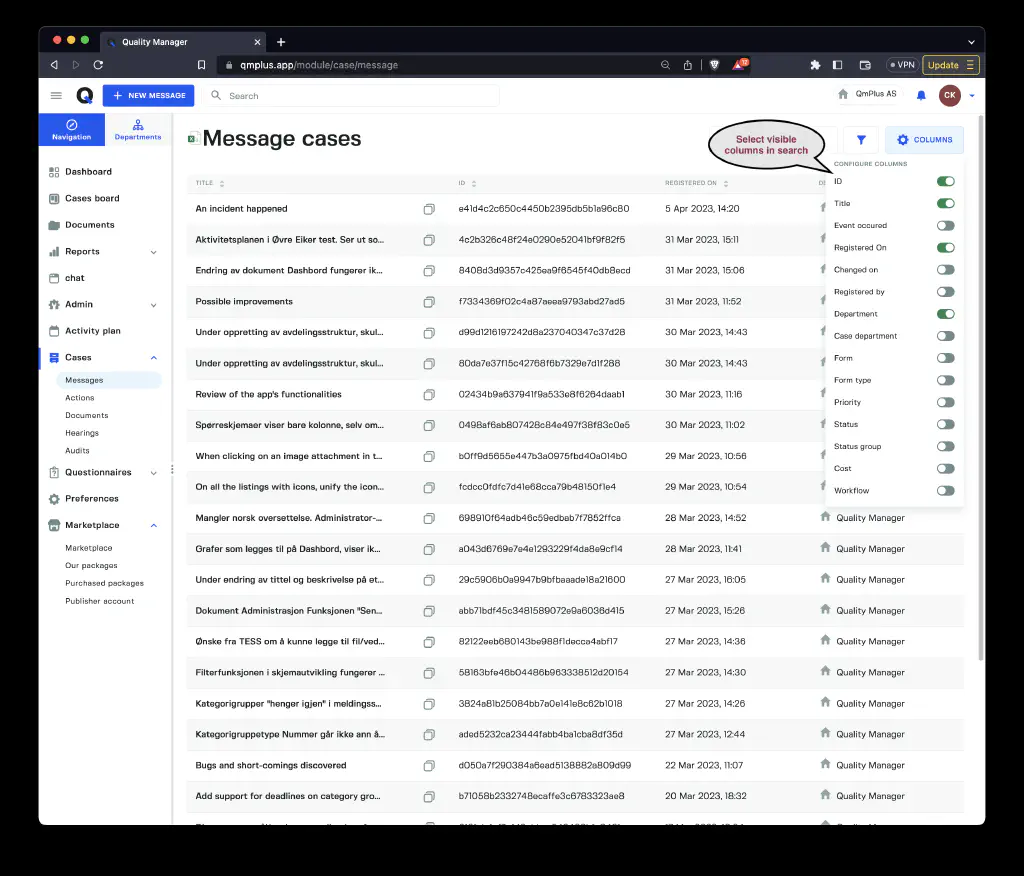 Quality Manager
qmplus.app/module/case/message
VPN
Update
NEW MESSAGE
Search
QmPlus AS
CK
Navigation
Departments
Dashboard
Cases board
Documents
Reports
chat
Admin
Activity plan
Cases
Messages
Actions
Documents
Hearings
Audits
Questionnaires
Preferences
Marketplace
Marketplace
Our packages
Purchased packages
Publisher account
Message cases
Select visible
columns in search
COLUMNS
CONFIGURE COLUMNS
ID
Title
Event occured
Registered On
Changed on
Registered by
Department
Case department
Form
Form type
Priority
Status
Status group
Cost
Workflow
TITLE ID REGISTERED ON
An incident happened e41d4c2c650c4450b2395db5b1a96c80 5 Apr 2023, 14:20
Aktivitetsplanen i Øvre Eiker test. Ser ut so... 4c2b326c48f24e0290e52041bf9f82f5 31 Mar 2023, 15:11
Endring av dokument Dashbord fungerer ik... 8408d3d9357c425ea9f6545f40db8ecd 31 Mar 2023, 15:06
Possible improvements f7334369f02c4a87aeea9793abd27ad5 31 Mar 2023, 11:52
Under oppretting av avdelingsstruktur, skul... d99d1216197242d8a237040347c37d28 30 Mar 2023, 14:43
Under oppretting av avdelingsstruktur, skul... 80da7e37f15c42768f6b7329e7d1f288 30 Mar 2023, 14:43
Review of the app's functionalities 02434b9a637941f9a533e8f6264daab1 30 Mar 2023, 11:16
Spørreskjemaer viser bare kolonne, selv om... 0498af6ab807428c84e497f38f83c0e5 30 Mar 2023, 11:02
When clicking on an image attachment in t... b0ff9d5655e447b3a0975fbd40a014b0 29 Mar 2023, 10:56
On all the listings with icons, unify the icon... fcdcc0fdfc7d41e68cca79b48150f1e4 29 Mar 2023, 10:54
Mangler norsk oversettelse. Administrator-... 698910f64adb46c59edbab7f7852ffca 28 Mar 2023, 14:52 Quality Manager
Grafer som legges til på Dashbord, viser ik... a043d6769e7e4e1293229f4da8e9cf14 28 Mar 2023, 11:41 Quality Manager
Under endring av tittel og beskrivelse på et... 29c5906b0a9947b9bfbaaade18a21600 27 Mar 2023, 16:05 Quality Manager
Dokument Administrasjon Funksjonen "Sen... abb71bdf45c3481589072e9a6036d415 27 Mar 2023, 15:26 Quality Manager
Ønske fra TESS om å kunne legge til fil/ved... 82122eeb680143be988f1decca4abf17 27 Mar 2023, 14:36 Quality Manager
Filterfunksjonen i skjemautvikling fungerer ... 58163bfe46b04486b963338512d20154 27 Mar 2023, 14:30 Quality Manager
Kategorigrupper "henger igjen" i meldingss... 3824a81b25084bb7a0e141e8c62b1018 27 Mar 2023, 14:26 Quality Manager
Kategorigruppetype Nummer går ikke ann å... aded5232ca23444fabb4ba1cba8df35d 27 Mar 2023, 12:44 Quality Manager
Bugs and short-comings discovered d050a7f290384a6ead5138882a809d99 22 Mar 2023, 11:07 Quality Manager
Add support for deadlines on category gro... b71058b2332748ecaffe3c6783323ae8 20 Mar 2023, 18:32 Quality Manager